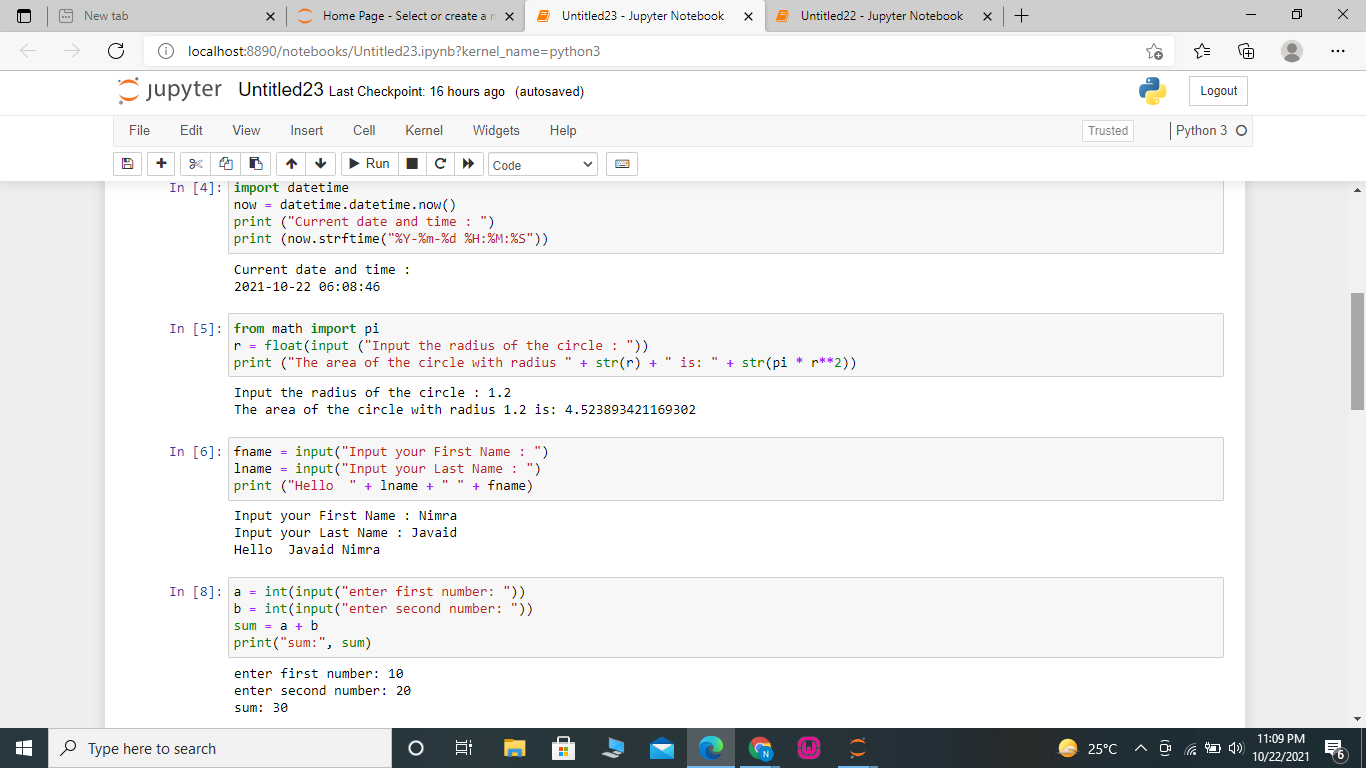 New tab
Home Page - Select or create a n
Untitled23 - Jupyter Notebook
Untitled22 - Jupyter Notebook
localhost:8890/notebooks/Untitled23.ipynb?kernel_name=python3
jupyter Untitled23 Last Checkpoint: 16 hours ago (autosaved)
Logout
File Edit View Insert Cell Kernel Widgets Help
Trusted
Python 3
Run
Code
In [4]: import datetime
now = datetime.datetime.now()
print ("Current date and time : ")
print (now.strftime("%Y-%m-%d %H:%M:%S"))
Current date and time :
2021-10-22 06:08:46
In [5]: from math import pi
r = float(input ("Input the radius of the circle : "))
print ("The area of the circle with radius " + str(r) + " is: " + str(pi * r**2))
Input the radius of the circle : 1.2
The area of the circle with radius 1.2 is: 4.523893421169302
In [6]: fname = input("Input your First Name : ")
lname = input("Input your Last Name : ")
print ("Hello  " + lname + " " + fname)
Input your First Name : Nimra
Input your Last Name : Javaid
Hello  Javaid Nimra
In [8]: a = int(input("enter first number: "))
b = int(input("enter second number: "))
sum = a + b
print("sum:", sum)
enter first number: 10
enter second number: 20
sum: 30
Type here to search
25°C
11:09 PM
10/22/2021
6